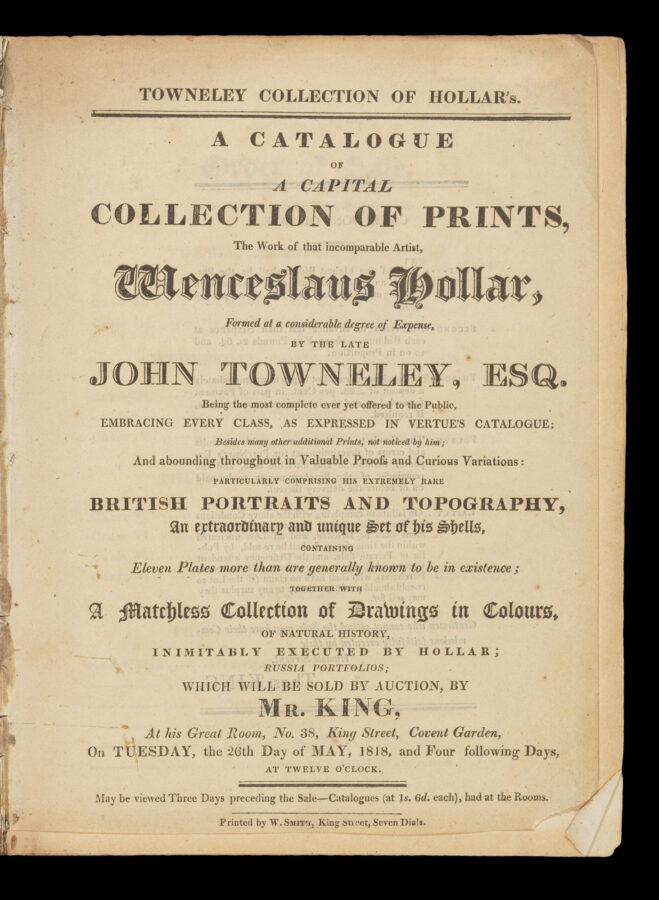 TOWNELEY COLLECTION OF HOLLAR's.
A CATALOGUE
OF
A CAPITAL
COLLECTION OF PRINTS,
The Work of that incomparable Artist,
Wenceslaus Hollar,
Formed at a considerable degree of Expense,
BY THE LATE
JOHN TOWNELEY, ESQ.
Being the most complete ever yet offered to the Public,
EMBRACING EVERY CLASS, AS EXPRESSED IN VERTUE'S CATALOGUE;
Besides many other additional Prints, not noticed by him;
And abounding throughout in Valuable Proofs and Curious Variations:
PARTICULARLY COMPRISING HIS EXTREMELY RARE
BRITISH PORTRAITS AND TOPOGRAPHY,
An extraordinary and unique Set of his Shells,
CONTAINING
Eleven Plates more than are generally known to be in existence;
TOGETHER WITH
A Matchless Collection of Drawings in Colours,
OF NATURAL HISTORY,
INIMITABLY EXECUTED BY HOLLAR;
RUSSIA PORTFOLIOS;
WHICH WILL BE SOLD BY AUCTION, BY
MR. KING,
At his Great Room, No. 38, King Street, Covent Garden,
On TUESDAY, the 26th Day of MAY, 1818, and Four following Days,
AT TWELVE O'CLOCK.
May be viewed Three Days preceding the Sale—Catalogues (at 1s. 6d. each), had at the Rooms.
Printed by W. SMITH, King Street, Seven Dials.